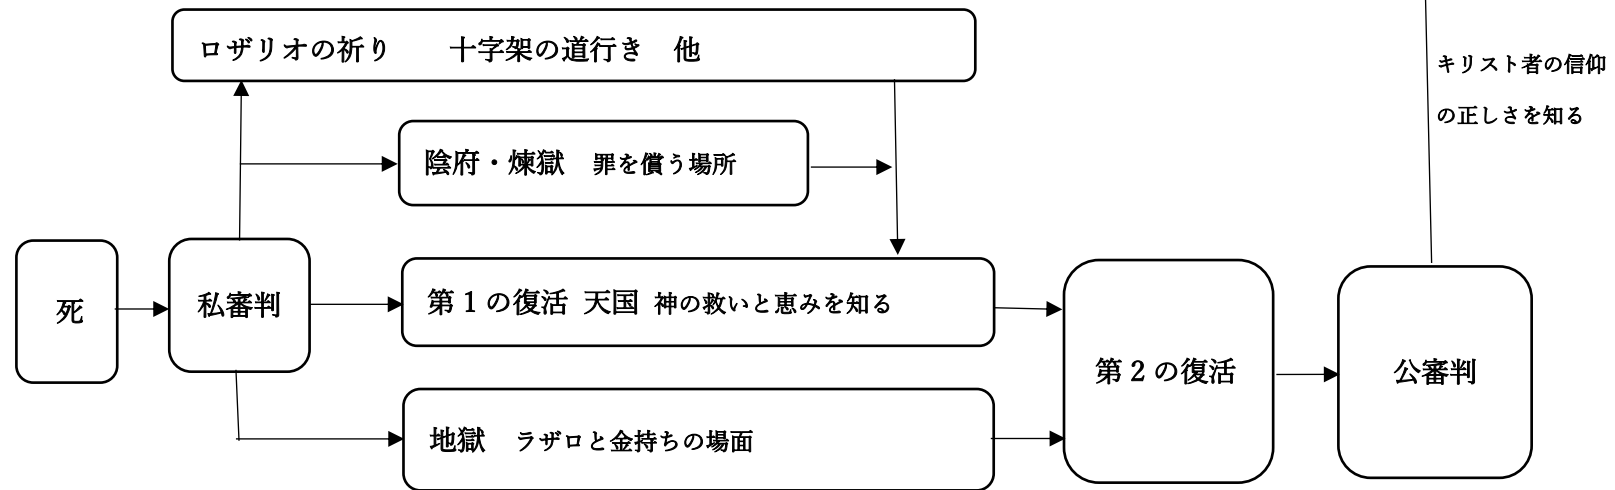 ロザリオの祈り　　十字架の道行き　他
キリスト者の信仰
の正しさを知る
陰府・煉獄　罪を償う場所
死
私審判
第1の復活　天国　神の救いと恵みを知る
第2の復活
公審判
地獄　ラザロと金持ちの場面